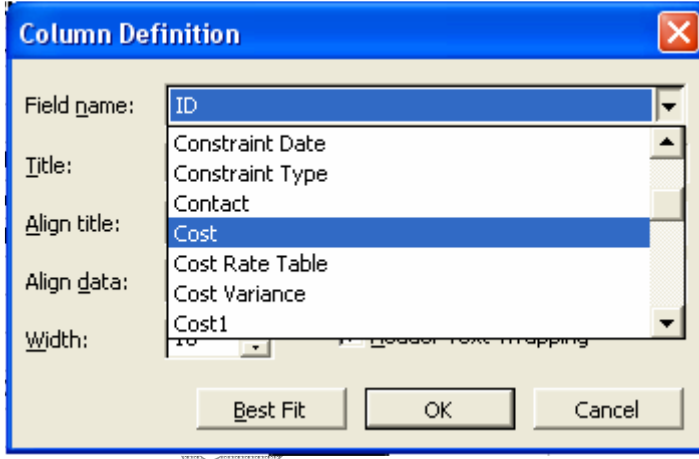 Column Definition
Field name: ID
Constraint Date
Title:
Constraint Type
Contact
Align title:
Cost
Cost Rate Table
Align data:
Cost Variance
Cost1
Width:
Best Fit OK Cancel